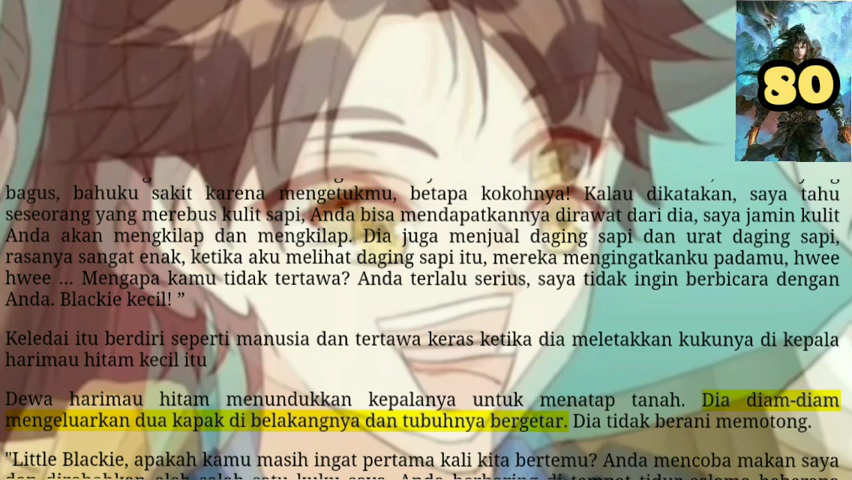 80
bagus, bahuku sakit karena mengetukmu, betapa kokohnya! Kalau dikatakan, saya tahu
seseorang yang merebus kulit sapi, Anda bisa mendapatkannya dirawat dari dia, saya jamin kulit
Anda akan mengkilap dan mengkilap. Dia juga menjual daging sapi dan urat daging sapi,
rasanya sangat enak, ketika aku melihat daging sapi itu, mereka mengingatkanku padamu, hwee
hwee ... Mengapa kamu tidak tertawa? Anda terlalu serius, saya tidak ingin berbicara dengan
Anda. Blackie kecil! ”
Keledai itu berdiri seperti manusia dan tertawa keras ketika dia meletakkan kukunya di kepala
harimau hitam kecil itu
Dewa harimau hitam menundukkan kepalanya untuk menatap tanah. Dia diam-diam
mengeluarkan dua kapak di belakangnya dan tubuhnya bergetar. Dia tidak berani memotong.
"Little Blackie, apakah kamu masih ingat pertama kali kita bertemu? Anda mencoba makan saya